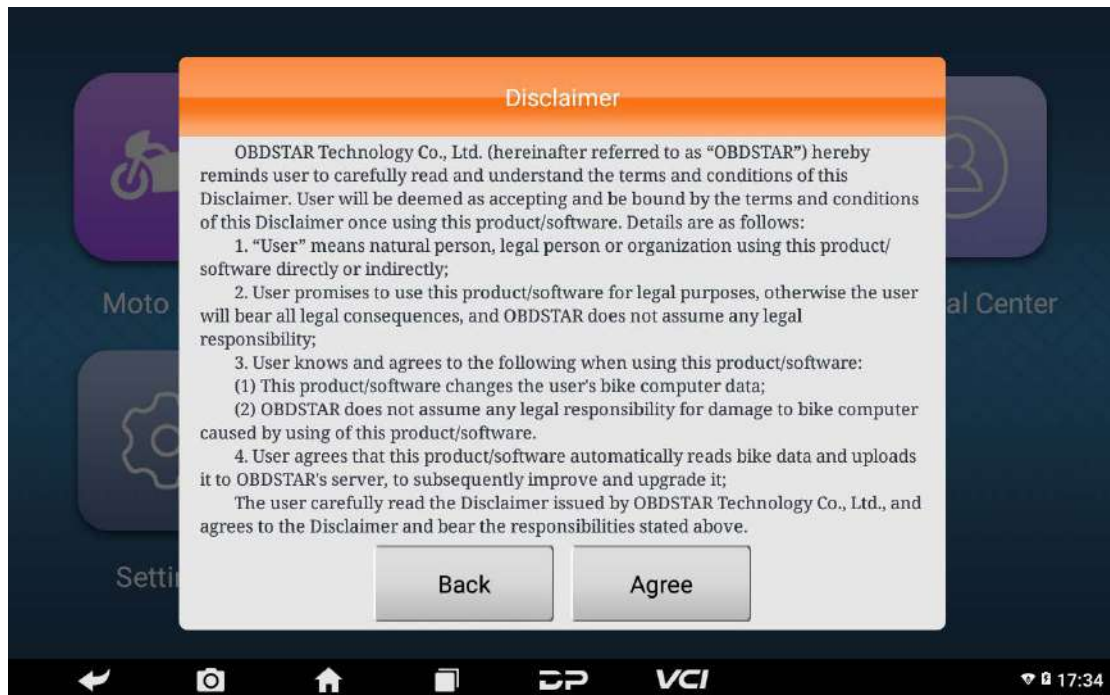 Disclaimer
OBDSTAR Technology Co., Ltd. (hereinafter referred to as “OBDSTAR”) hereby
reminds user to carefully read and understand the terms and conditions of this
Disclaimer. User will be deemed as accepting and be bound by the terms and conditions
of this Disclaimer once using this product/software. Details are as follows:
1. “User” means natural person, legal person or organization using this product/
software directly or indirectly;
2. User promises to use this product/software for legal purposes, otherwise the user
will bear all legal consequences, and OBDSTAR does not assume any legal
responsibility;
3. User knows and agrees to the following when using this product/software:
(1) This product/software changes the user's bike computer data;
(2) OBDSTAR does not assume any legal responsibility for damage to bike computer
caused by using of this product/software.
4. User agrees that this product/software automatically reads bike data and uploads
it to OBDSTAR's server, to subsequently improve and upgrade it;
The user carefully read the Disclaimer issued by OBDSTAR Technology Co., Ltd., and
agrees to the Disclaimer and bear the responsibilities stated above.
Back Agree
Moto
al Center
Setti
DP VCI 17:34